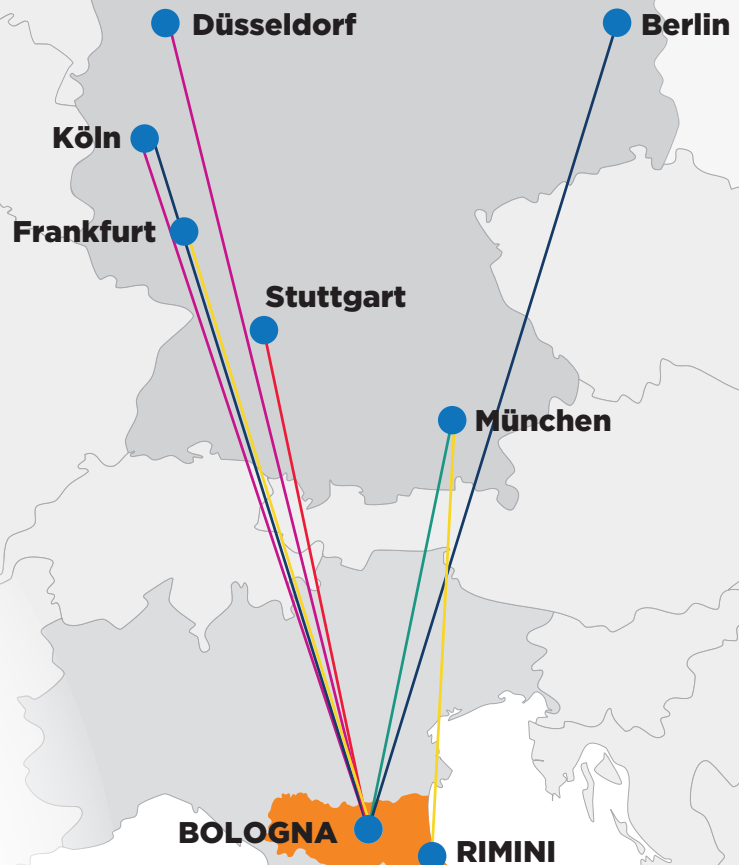 Düsseldorf
Berlin
Köln
Frankfurt
Stuttgart
München
BOLOGNA
RIMINI